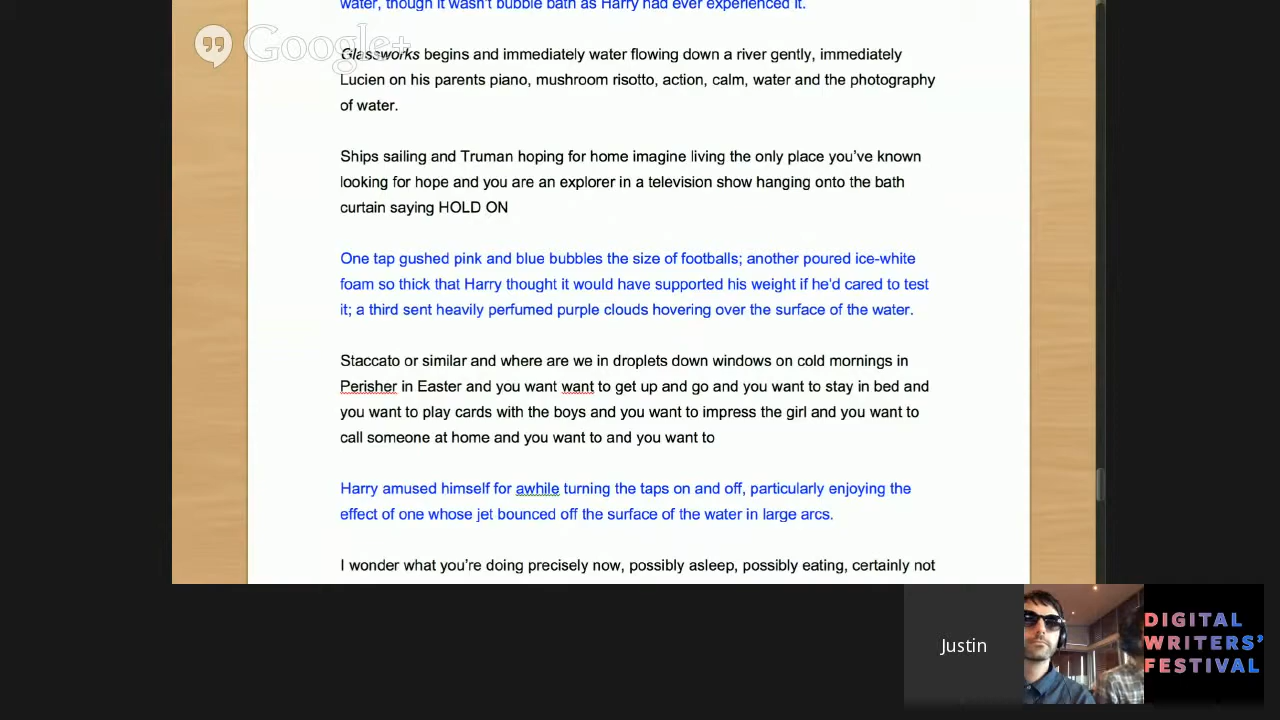 water, though it wasn't bubble bath as Harry had ever experienced it.
Google+
Glassworks begins and immediately water flowing down a river gently, immediately
Lucien on his parents piano, mushroom risotto, action, calm, water and the photography
of water.
Ships sailing and Truman hoping for home imagine living the only place you've known
looking for hope and you are an explorer in a television show hanging onto the bath
curtain saying HOLD ON
One tap gushed pink and blue bubbles the size of footballs; another poured ice-white
foam so thick that Harry thought it would have supported his weight if he'd cared to test
it; a third sent heavily perfumed purple clouds hovering over the surface of the water.
Staccato or similar and where are we in droplets down windows on cold mornings in
Perisher in Easter and you want want to get up and go and you want to stay in bed and
you want to play cards with the boys and you want to impress the girl and you want to
call someone at home and you want to and you want to
Harry amused himself for awhile turning the taps on and off, particularly enjoying the
effect of one whose jet bounced off the surface of the water in large arcs.
I wonder what you're doing precisely now, possibly asleep, possibly eating, certainly not
Justin
DIGITAL
WRITERS'
FESTIVAL